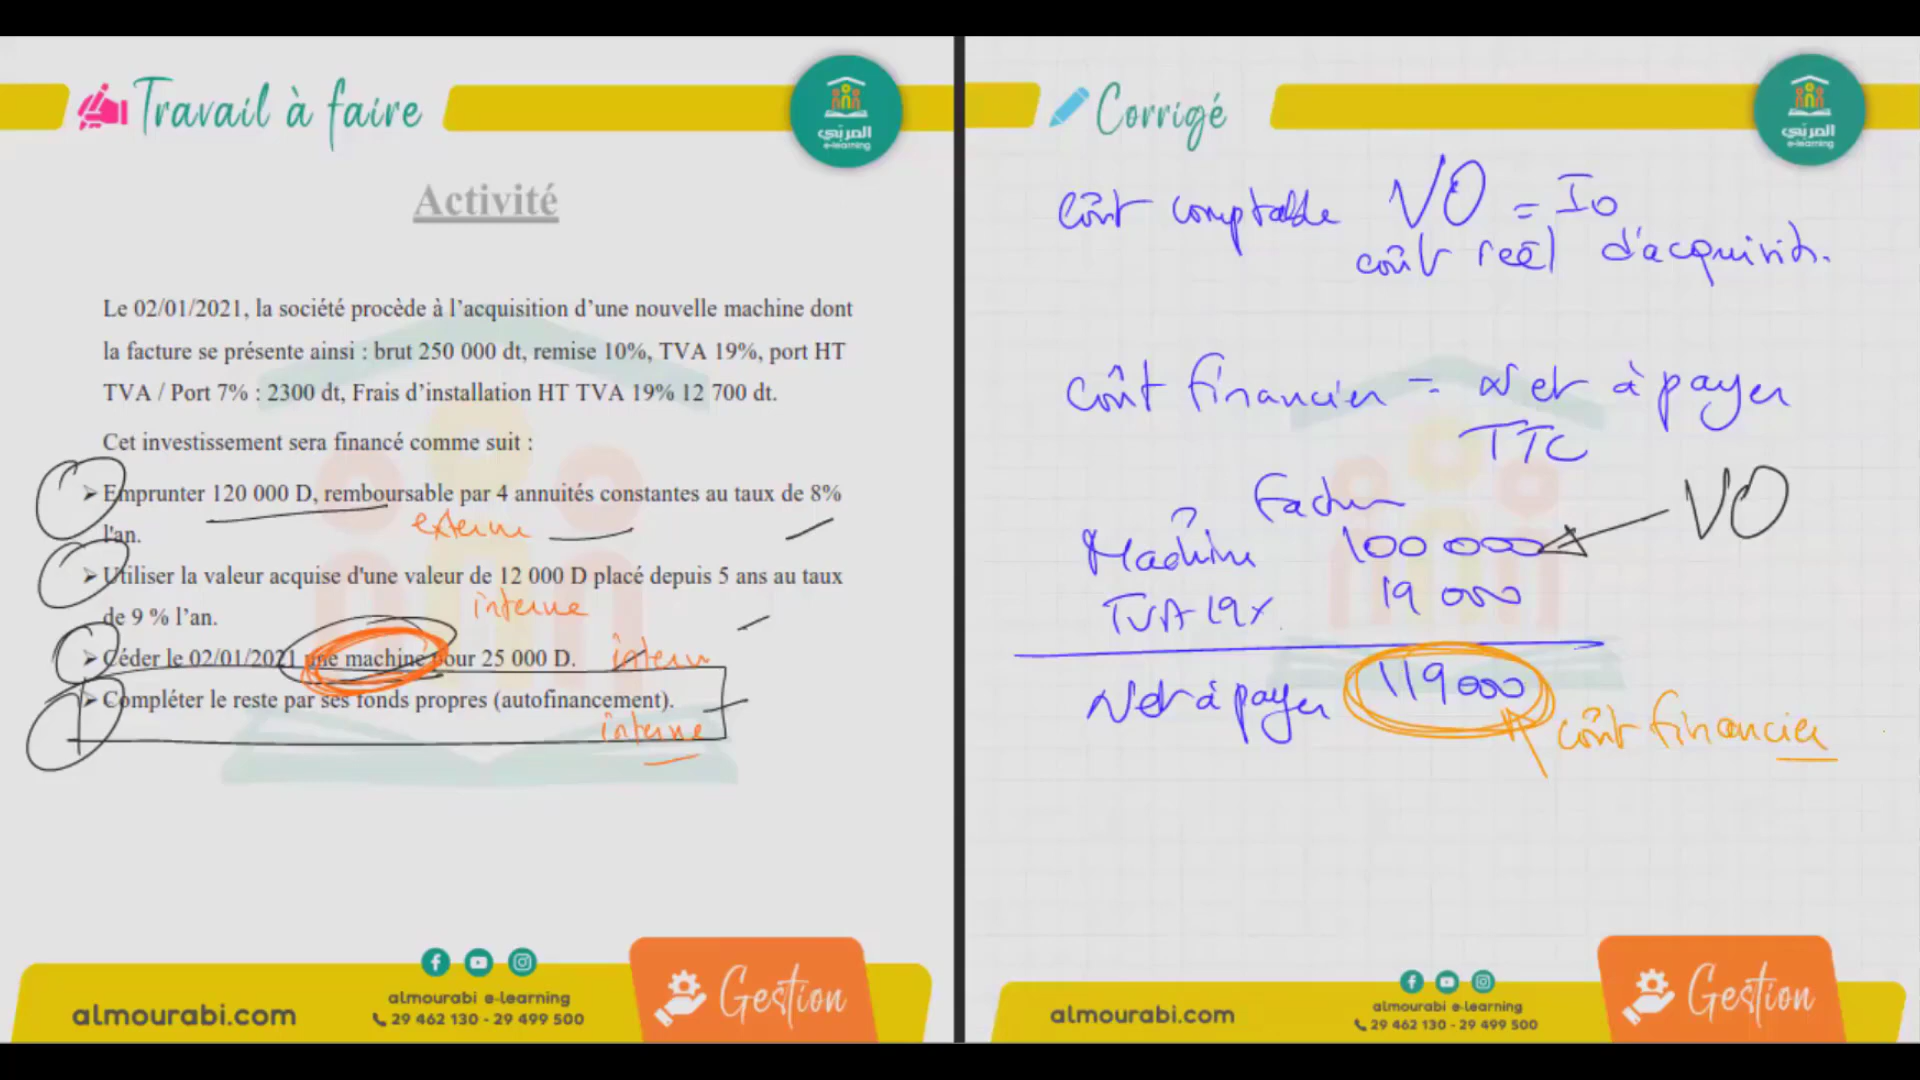 Travail à faire
المربّي
e-learning
Activité
Le 02/01/2021, la société procède à l’acquisition d’une nouvelle machine dont
la facture se présente ainsi : brut 250 000 dt, remise 10%, TVA 19%, port HT
TVA / Port 7% : 2300 dt, Frais d’installation HT TVA 19% 12 700 dt.
Cet investissement sera financé comme suit :
➤ Emprunter 120 000 D, remboursable par 4 annuités constantes au taux de 8%
externe
l'an.
➤ Utiliser la valeur acquise d'une valeur de 12 000 D placé depuis 5 ans au taux
interne
de 9 % l’an.
➤ Céder le 02/01/2021 une machine pour 25 000 D.
➤ Compléter le reste par ses fonds propres (autofinancement).
interne
almourabi.com
almourabi e-learning
29 462 130 - 29 499 500
Gestion
Corrigé
المربّي
e-learning
Coût comptable VO = I0
coût reél
coût financier = Net à payer
TTC
VO
Machine 100 000
TVA 19% 19 000
Net à payer 119 000
coût financier
almourabi.com
almourabi e-learning
29 462 130 - 29 499 500
Gestion